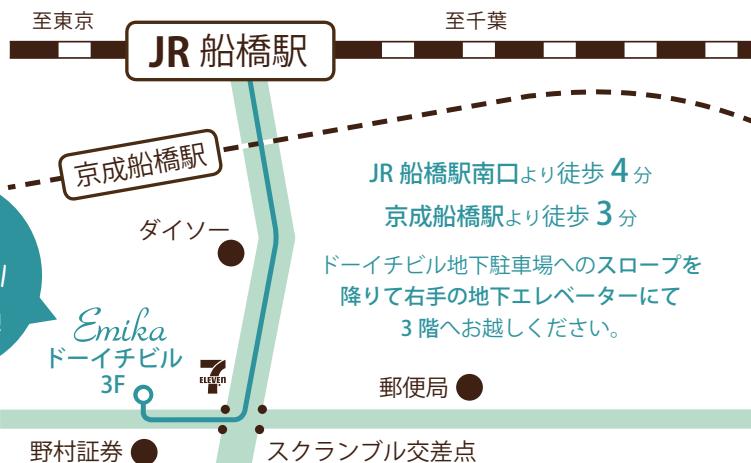 至東京
至千葉
JR 船橋駅
京成船橋駅
JR 船橋駅南口より徒歩 4 分
京成船橋駅より徒歩 3 分
ダイソー
ドーイチビル地下駐車場へのスロープを
降りて右手の地下エレベーターにて
3 階へお越しください。
Emika
ドーイチビル
3F
7
ELEVEN
郵便局
野村証券
スクランブル交差点